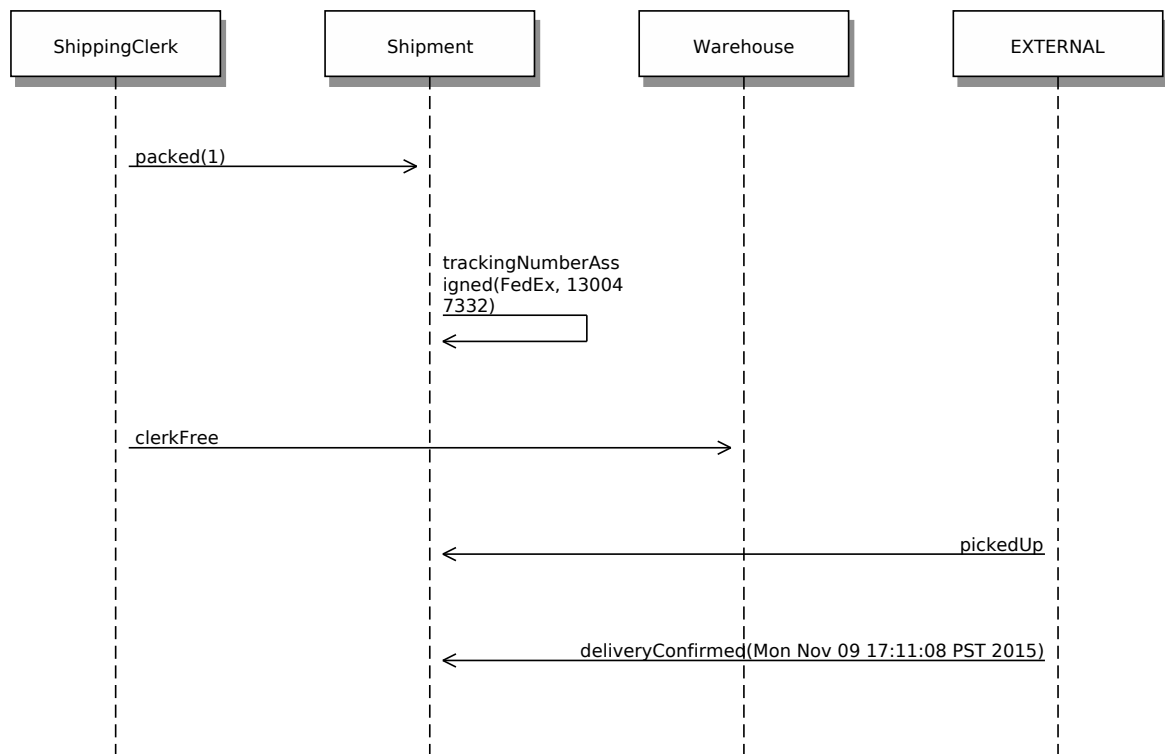 ShippingClerk
Shipment
Warehouse
EXTERNAL
packed(1)
trackingNumberAss
igned(FedEx, 13004
7332)
clerkFree
pickedUp
deliveryConfirmed(Mon Nov 09 17:11:08 PST 2015)